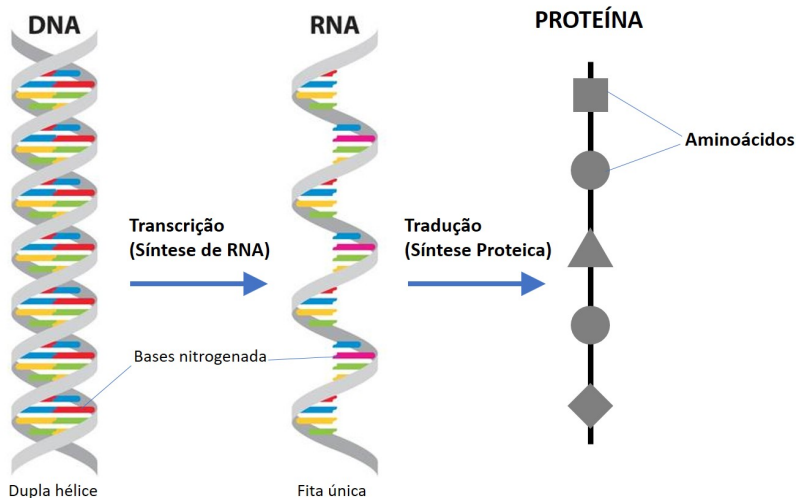 DNA
RNA
PROTEÍNA
Aminoácidos
Transcrição
(Síntese de RNA)
Tradução
(Síntese Proteica)
Bases nitrogenada
Dupla hélice
Fita única